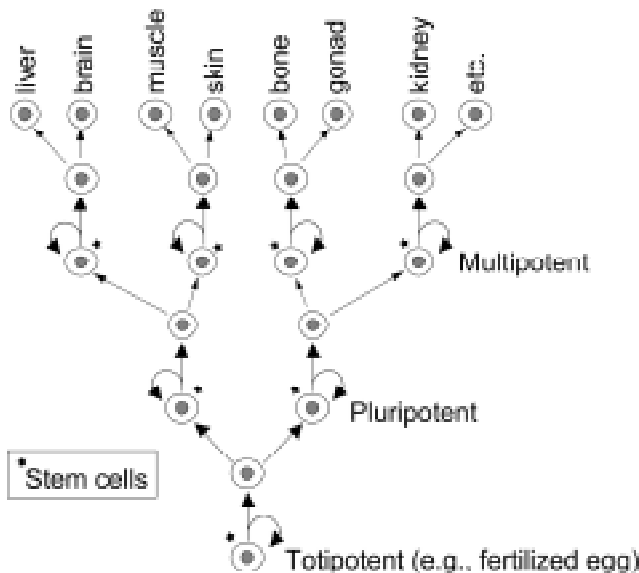 liver
brain
muscle
skin
bone
gonad
kidney
etc.
Multipotent
Pluripotent
*Stem cells
Totipotent (e.g., fertilized egg)